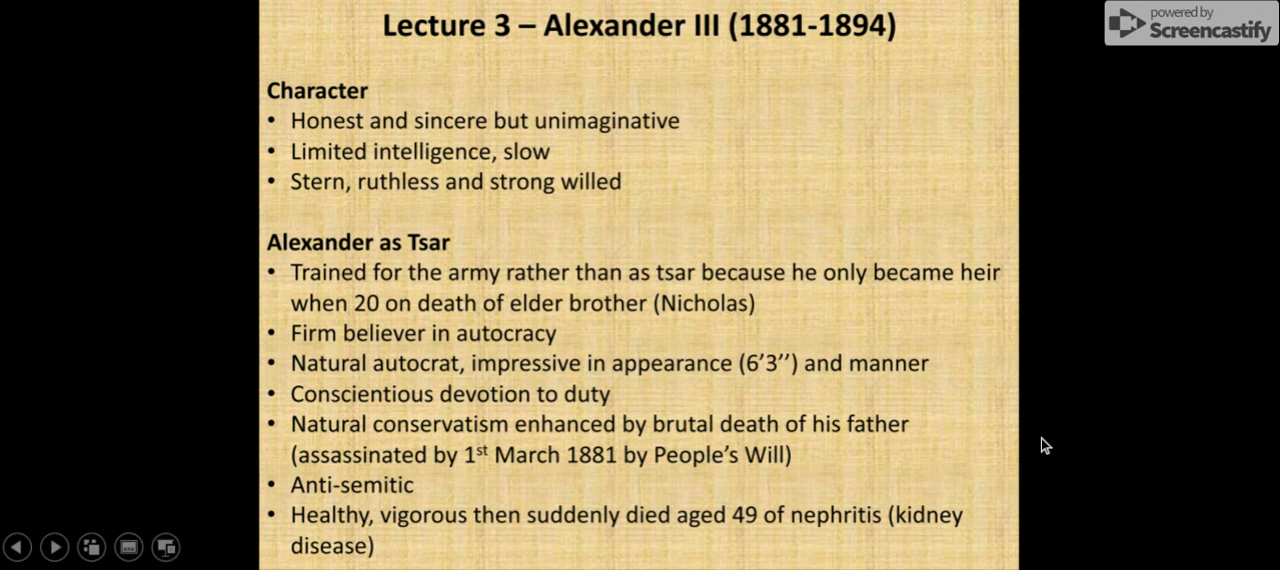 Lecture 3 – Alexander III (1881-1894)
powered by
Screencastify
Character
• Honest and sincere but unimaginative
• Limited intelligence, slow
• Stern, ruthless and strong willed
Alexander as Tsar
• Trained for the army rather than as tsar because he only became heir
when 20 on death of elder brother (Nicholas)
• Firm believer in autocracy
• Natural autocrat, impressive in appearance (6’3’’) and manner
• Conscientious devotion to duty
• Natural conservatism enhanced by brutal death of his father
(assassinated by 1st March 1881 by People’s Will)
• Anti-semitic
• Healthy, vigorous then suddenly died aged 49 of nephritis (kidney
disease)